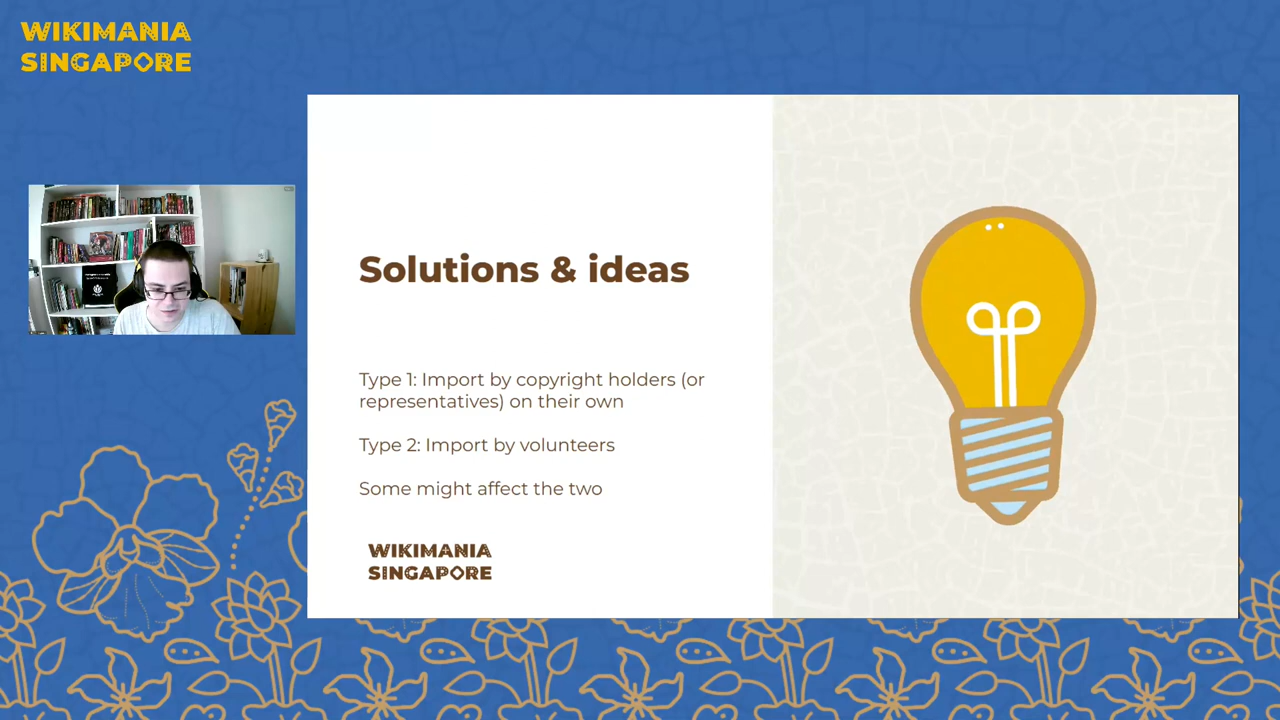 WIKIMANIA
SINGAPORE
Solutions & ideas
Type 1: Import by copyright holders (or
representatives) on their own
Type 2: Import by volunteers
Some might affect the two
WIKIMANIA
SINGAPORE